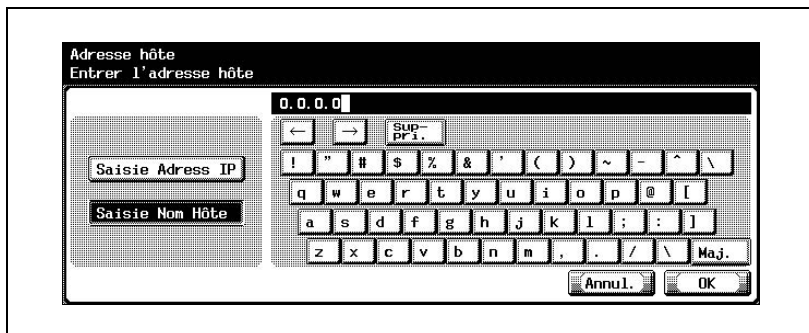 Adresse hôte
Entrer l'adresse hôte
0.0.0.0
← → Sup-
pri.
Saisie Adress IP
! " # $ % & ' ( ) ~ - ^ \
q w e r t y u i o p @ [
Saisie Nom Hôte
a s d f g h j k l ; : ]
z x c v b n m , . / \ Maj.
Annul. OK